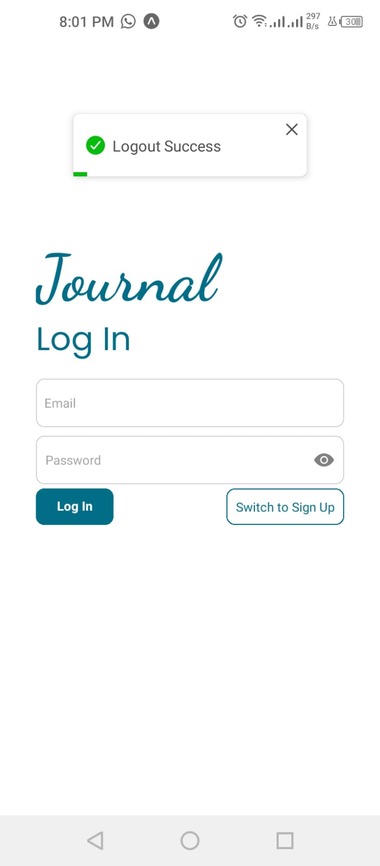 8:01 PM
297
B/s
30
Logout Success
Journal
Log In
Email
Password
Log In
Switch to Sign Up